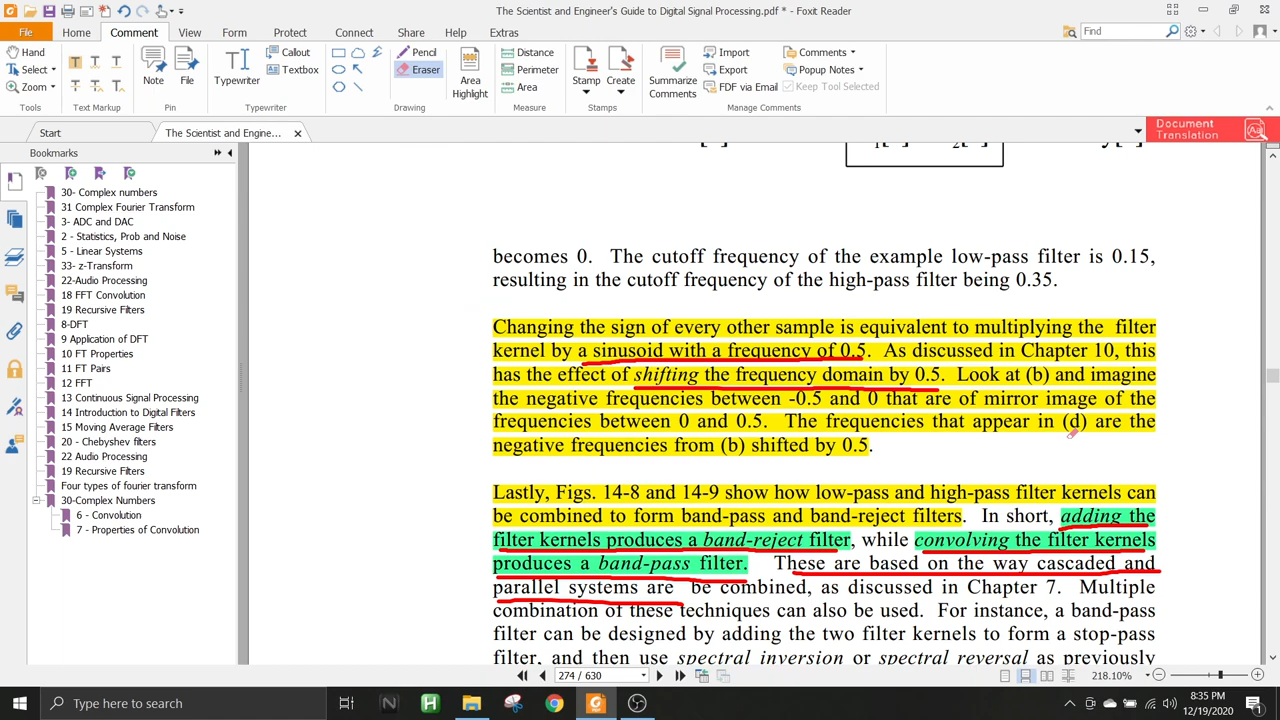 The Scientist and Engineer's Guide to Digital Signal Processing.pdf * - Foxit Reader
File Home Comment View Form Protect Connect Share Help Extras
Find
Hand
Select
Zoom
Tools
Text Markup
Note
File
Pin
Typewriter
Callout
Textbox
Typewriter
Pencil
Eraser
Drawing
Area
Highlight
Distance
Perimeter
Area
Measure
Stamp
Create
Stamps
Summarize
Comments
Import
Export
FDF via Email
Comments
Popup Notes
Keep Tool Selected
Manage Comments
Start
The Scientist and Engine...
Document
Translation
Bookmarks
30- Complex numbers
31 Complex Fourier Transform
3- ADC and DAC
2 - Statistics, Prob and Noise
5 - Linear Systems
33- z-Transform
22-Audio Processing
18 FFT Convolution
19 Recursive Filters
8-DFT
9 Application of DFT
10 FT Properties
11 FT Pairs
12 FFT
13 Continuous Signal Processing
14 Introduction to Digital Filters
15 Moving Average Filters
20 - Chebyshev filters
22 Audio Processing
19 Recursive Filters
Four types of fourier transform
30-Complex Numbers
6 - Convolution
7 - Properties of Convolution
becomes 0. The cutoff frequency of the example low-pass filter is 0.15,
resulting in the cutoff frequency of the high-pass filter being 0.35.
Changing the sign of every other sample is equivalent to multiplying the filter
kernel by a sinusoid with a frequency of 0.5. As discussed in Chapter 10, this
has the effect of shifting the frequency domain by 0.5. Look at (b) and imagine
the negative frequencies between -0.5 and 0 that are of mirror image of the
frequencies between 0 and 0.5. The frequencies that appear in (d) are the
negative frequencies from (b) shifted by 0.5.
Lastly, Figs. 14-8 and 14-9 show how low-pass and high-pass filter kernels can
be combined to form band-pass and band-reject filters. In short, adding the
filter kernels produces a band-reject filter, while convolving the filter kernels
produces a band-pass filter. These are based on the way cascaded and
parallel systems are be combined, as discussed in Chapter 7. Multiple
combination of these techniques can also be used. For instance, a band-pass
filter can be designed by adding the two filter kernels to form a stop-pass
filter, and then use spectral inversion or spectral reversal as previously
274 / 630
218.10%
Type here to search
8:35 PM
12/19/2020